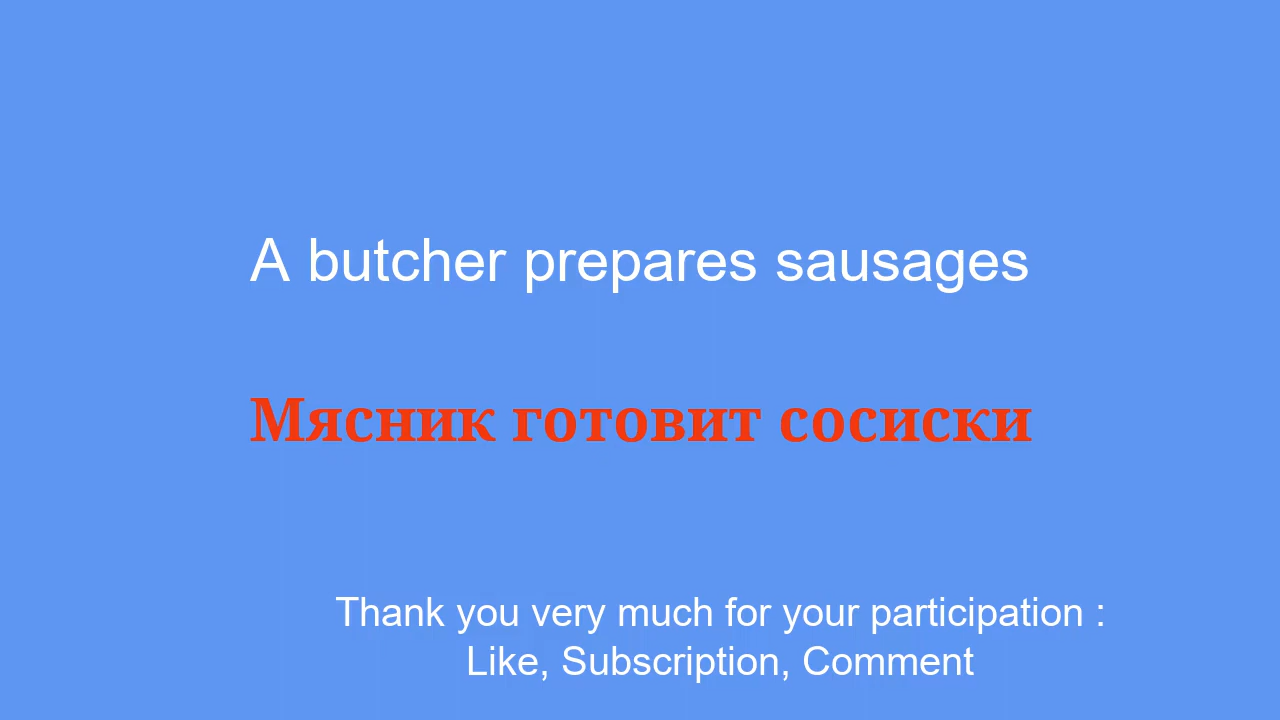 A butcher prepares sausages
Мясник готовит сосиски
Thank you very much for your participation :
Like, Subscription, Comment